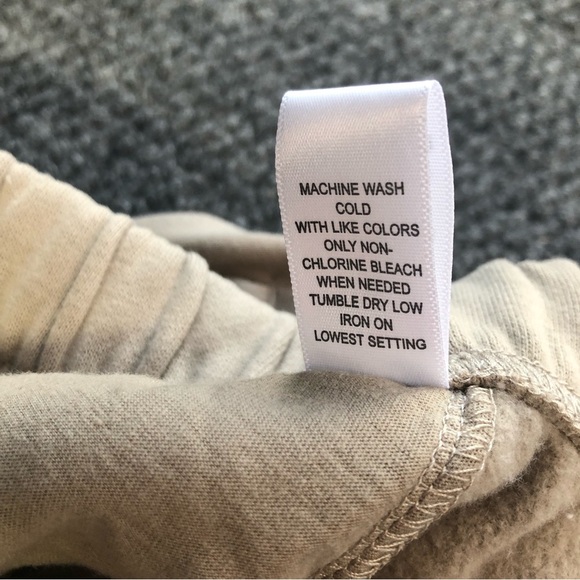 MACHINE WASH
COLD
WITH LIKE COLORS
ONLY NON-
CHLORINE BLEACH
WHEN NEEDED
TUMBLE DRY LOW
IRON ON
LOWEST SETTING